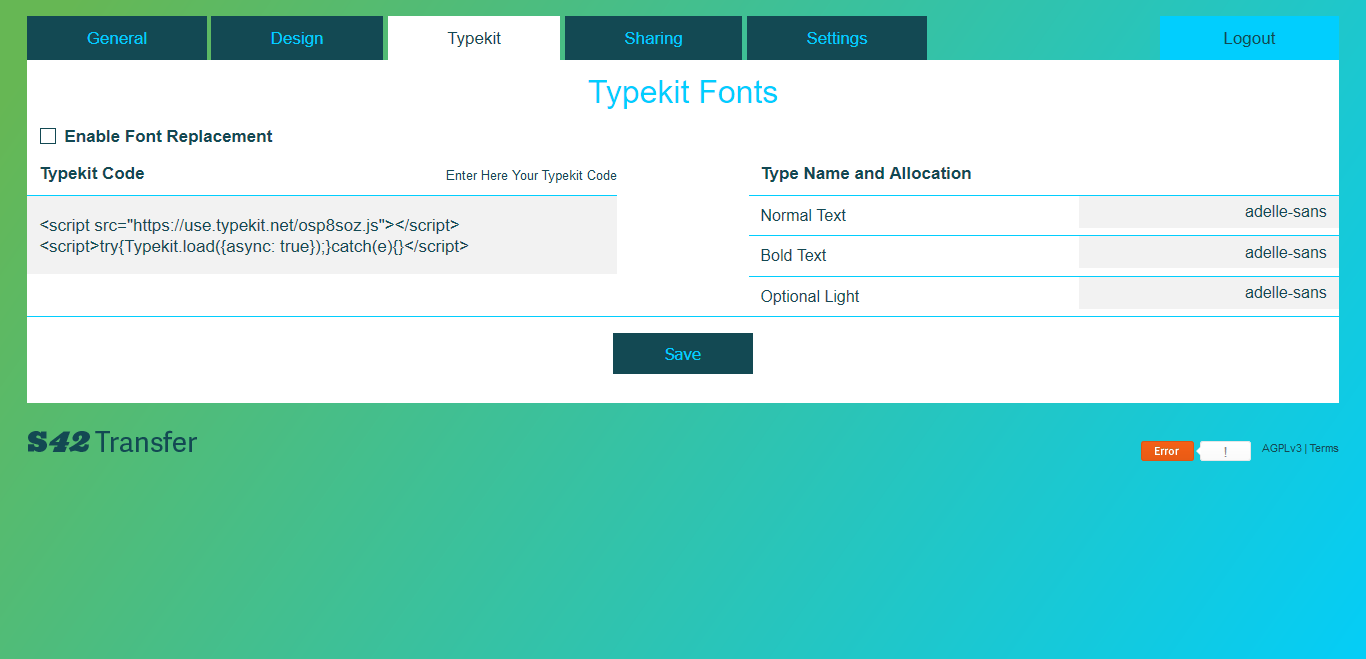 General
Design
Typekit
Sharing
Settings
Logout
Typekit Fonts
Enable Font Replacement
Typekit Code
Enter Here Your Typekit Code
<script src="https://use.typekit.net/osp8soz.js"></script>
<script>try{Typekit.load({async: true});}catch(e){}</script>
Type Name and Allocation
Normal Text
adelle-sans
Bold Text
adelle-sans
Optional Light
adelle-sans
Save
S42 Transfer
Error
!
AGPLv3 | Terms